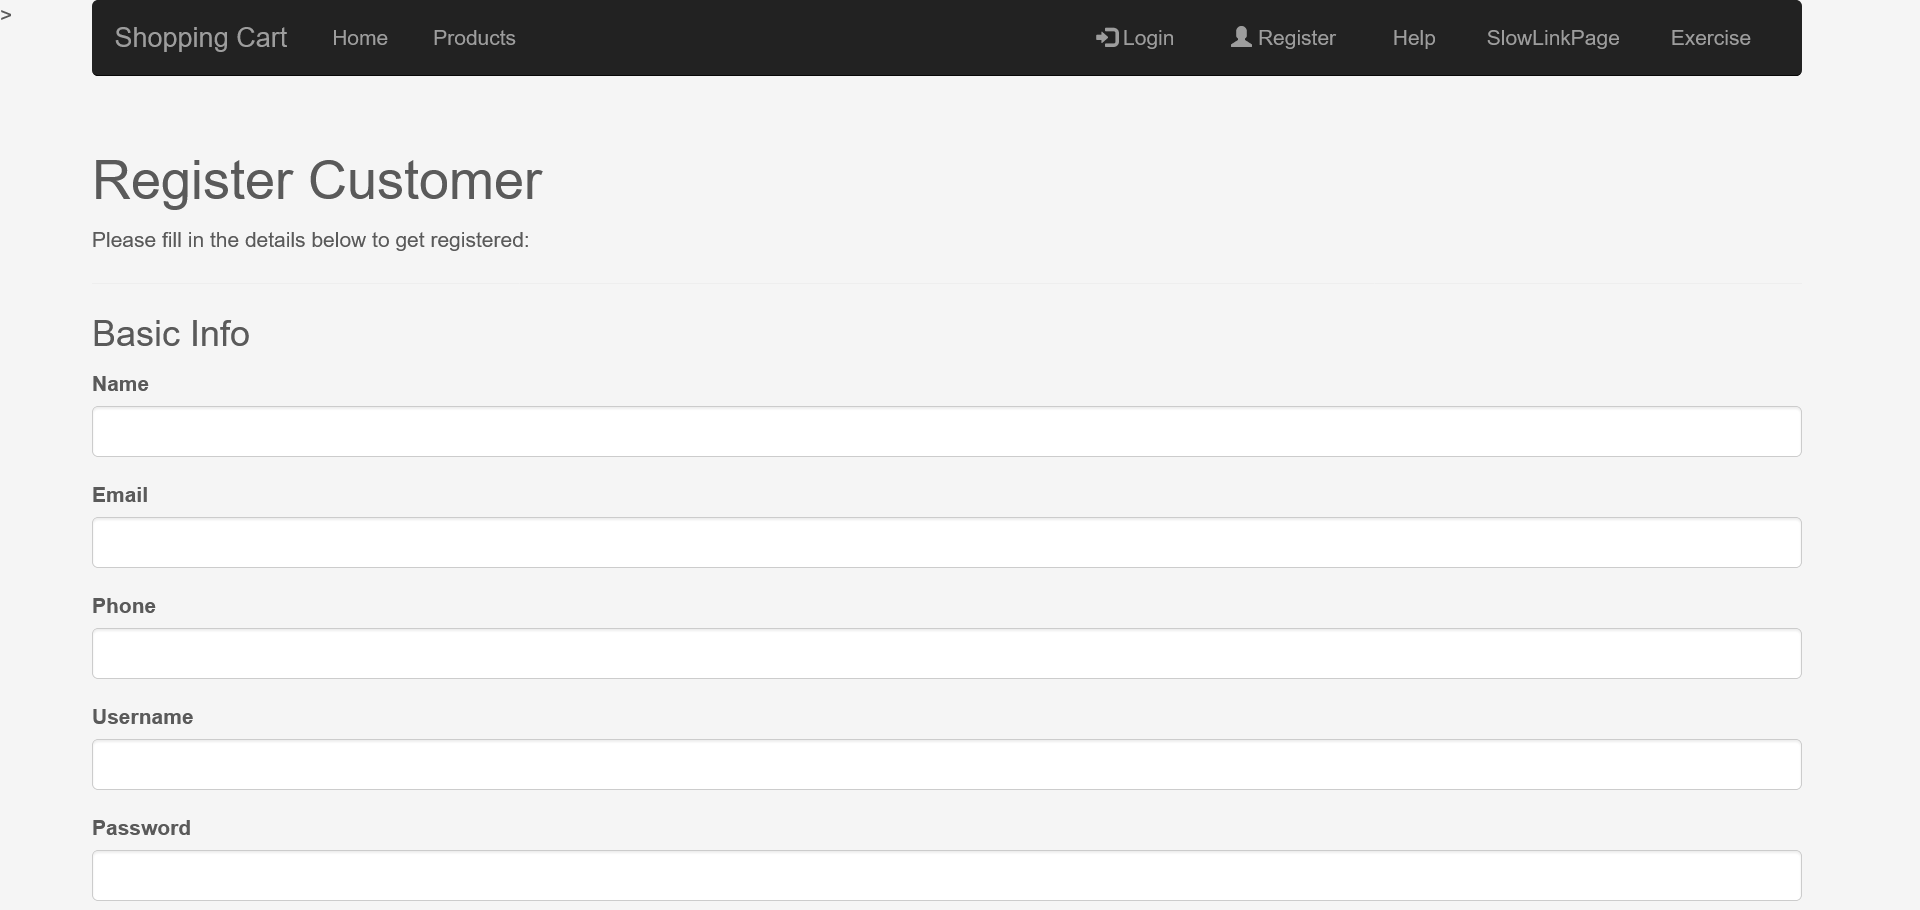 >
Shopping Cart Home Products Login Register Help SlowLinkPage Exercise
Register Customer
Please fill in the details below to get registered:
Basic Info
Name
Email
Phone
Username
Password